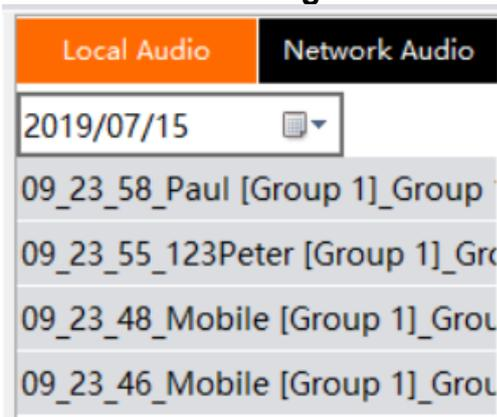 Local Audio Network Audio
2019/07/15
09_23_58_Paul [Group 1]_Group
09_23_55_123Peter [Group 1]_Gro
09_23_48_Mobile [Group 1]_Grou
09_23_46_Mobile [Group 1]_Grou